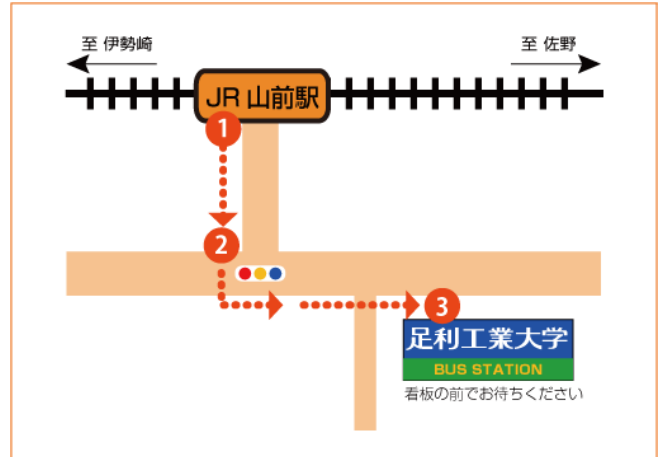 至 伊勢崎
至 佐野
JR 山前駅
1
2
3
足利工業大学
BUS STATION
看板の前でお待ちください